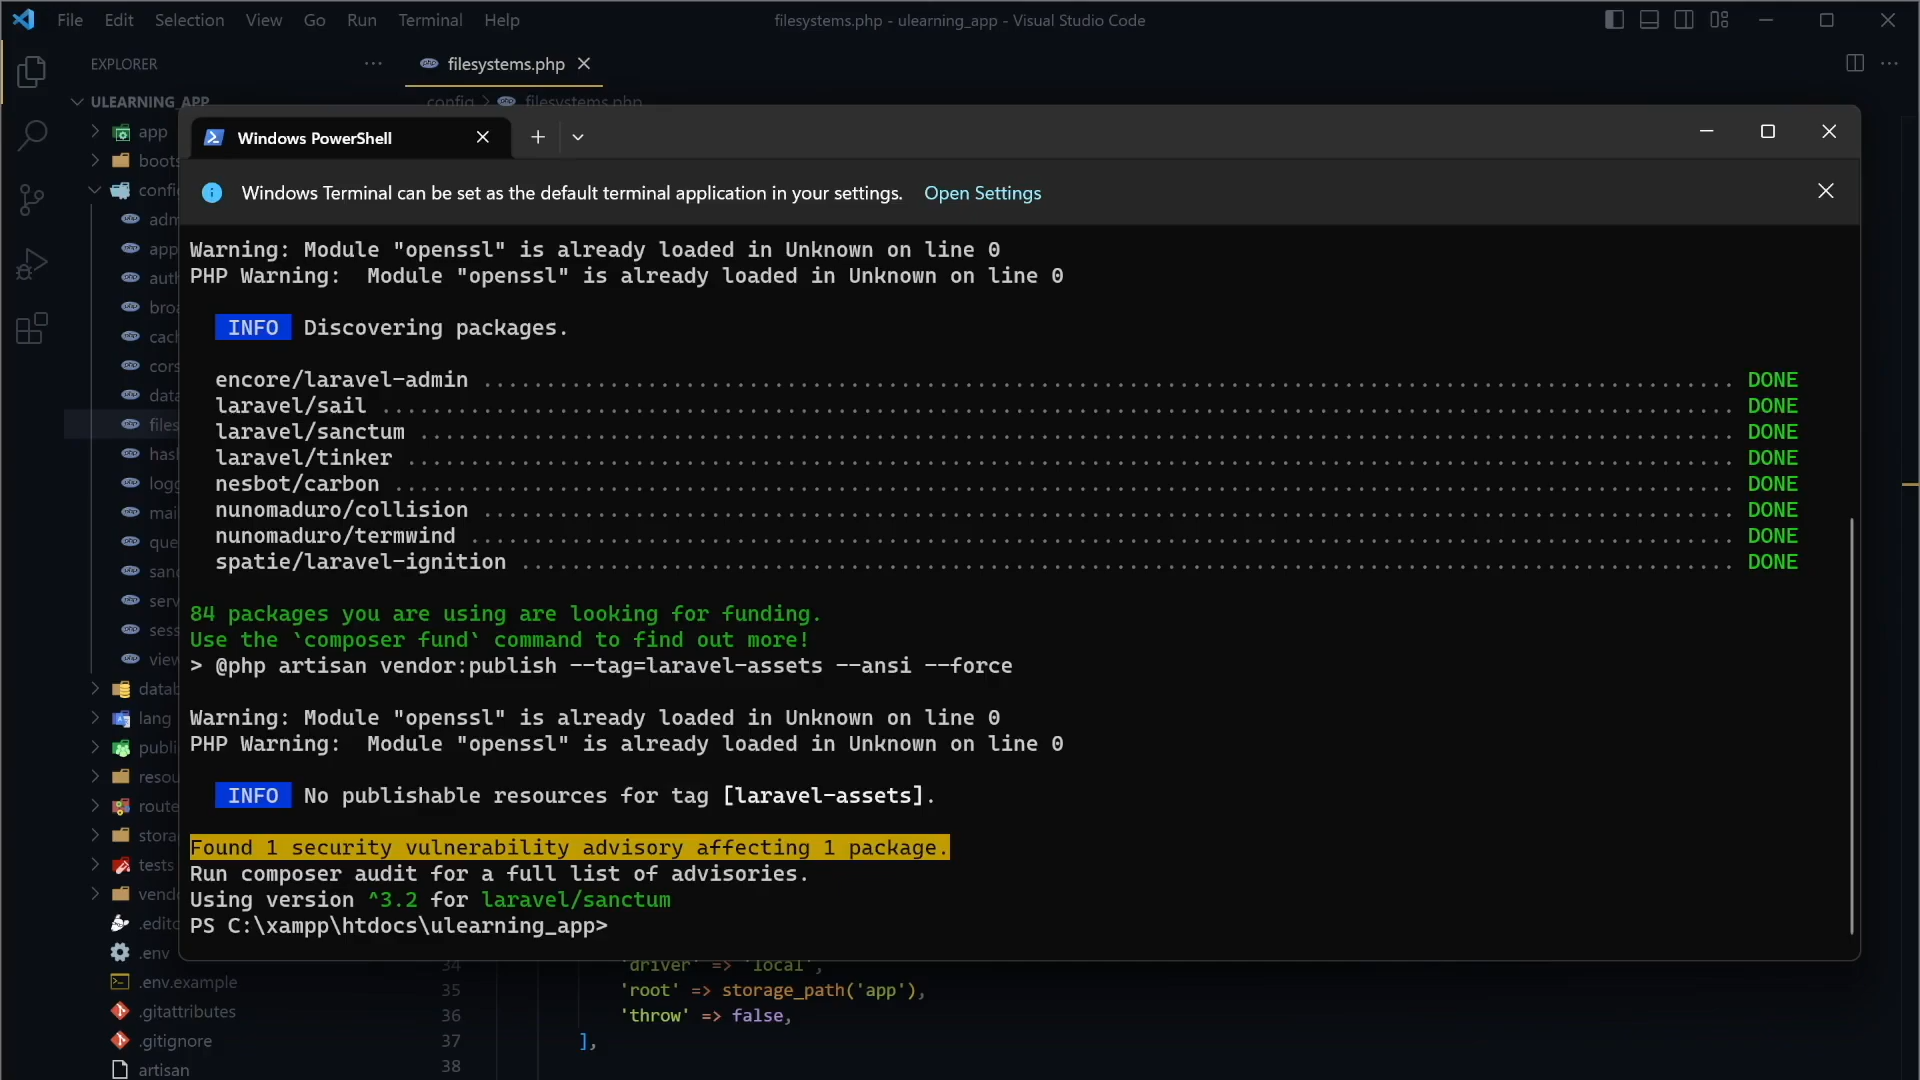 File Edit Selection View Go Run Terminal Help
filesystems.php - ulearning_app - Visual Studio Code
EXPLORER
filesystems.php
ULEARNING_APP
config > filesystems.php
app
Windows PowerShell
Windows Terminal can be set as the default terminal application in your settings. Open Settings
Warning: Module "openssl" is already loaded in Unknown on line 0
PHP Warning:  Module "openssl" is already loaded in Unknown on line 0
INFO Discovering packages.
encore/laravel-admin DONE
laravel/sail DONE
laravel/sanctum DONE
laravel/tinker DONE
nesbot/carbon DONE
nunomaduro/collision DONE
nunomaduro/termwind DONE
spatie/laravel-ignition DONE
84 packages you are using are looking for funding.
Use the `composer fund` command to find out more!
> @php artisan vendor:publish --tag=laravel-assets --ansi --force
Warning: Module "openssl" is already loaded in Unknown on line 0
PHP Warning:  Module "openssl" is already loaded in Unknown on line 0
INFO No publishable resources for tag [laravel-assets].
Found 1 security vulnerability advisory affecting 1 package.
Run composer audit for a full list of advisories.
Using version ^3.2 for laravel/sanctum
PS C:\xampp\htdocs\ulearning_app>
lang
tests
.env
.env.example
.gitattributes
.gitignore
artisan
34 'driver' => 'local',
35 'root' => storage_path('app'),
36 'throw' => false,
37 ],
38